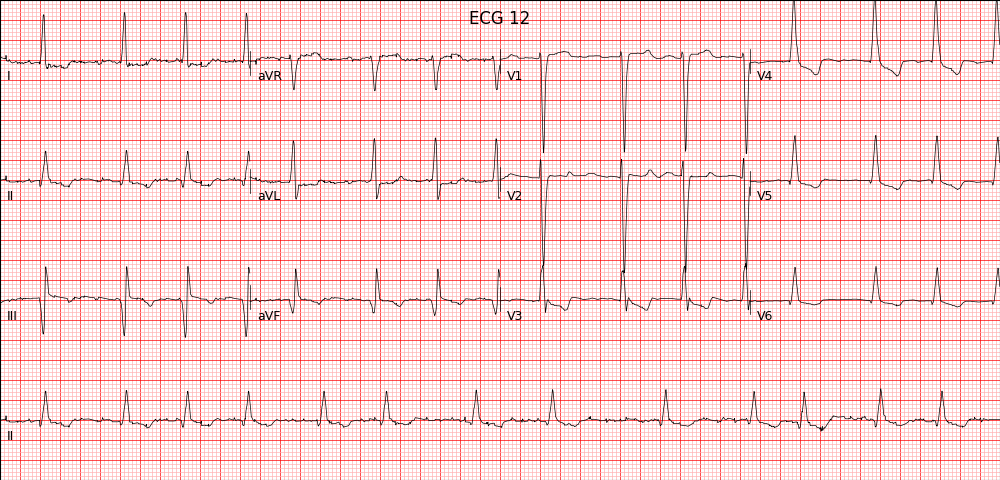 ECG 12
I aVR V1 V4
II aVL V2 V5
III aVF V3 V6
II